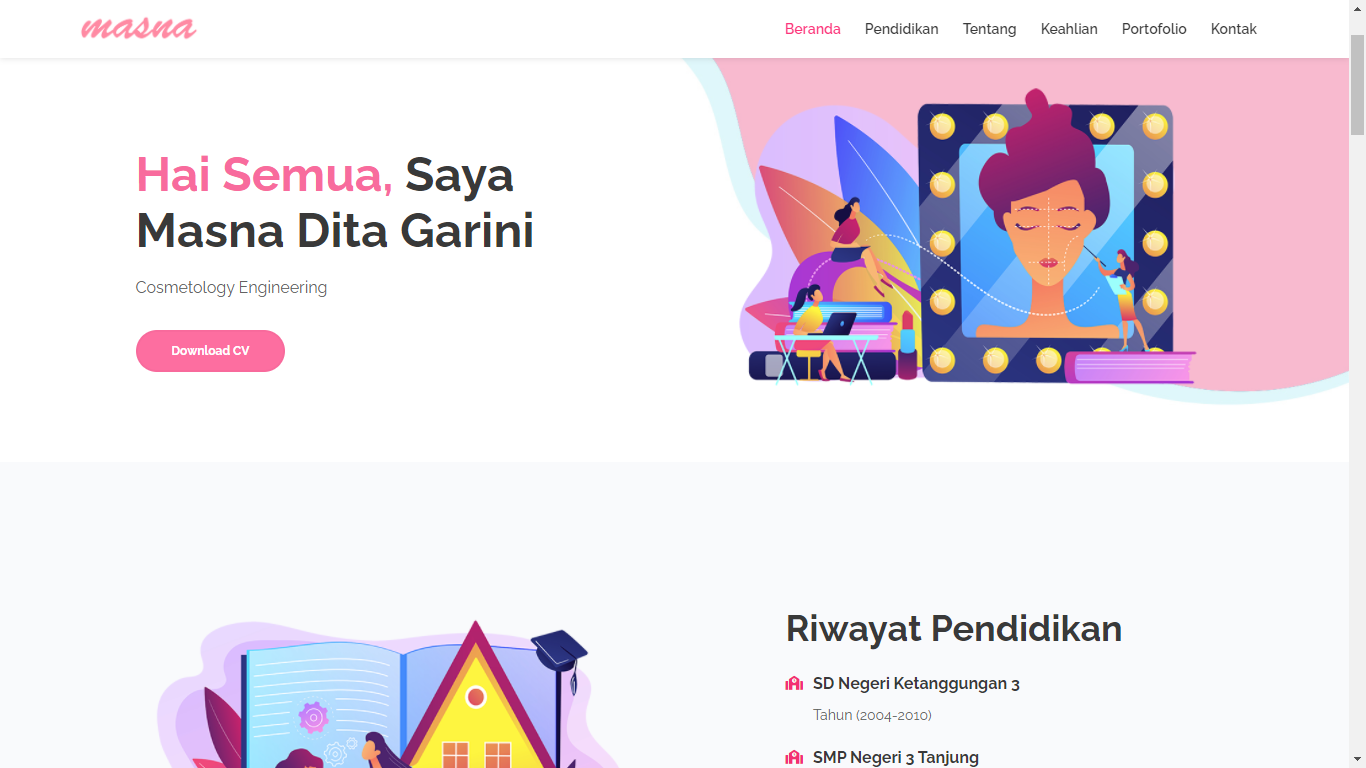 masna
Beranda Pendidikan Tentang Keahlian Portofolio Kontak
Hai Semua, Saya
Masna Dita Garini
Cosmetology Engineering
Download CV
Riwayat Pendidikan
SD Negeri Ketanggungan 3
Tahun (2004-2010)
SMP Negeri 3 Tanjung